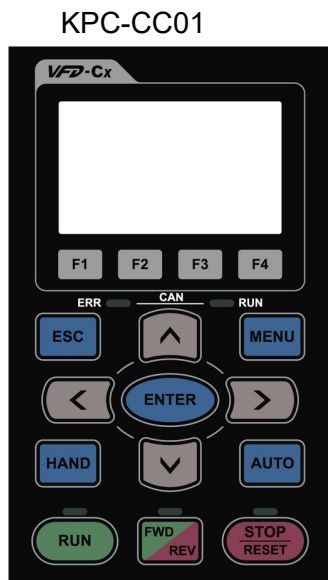 KPC-CC01
VFD-Cx
F1 F2 F3 F4
ERR CAN RUN
ESC MENU
ENTER
HAND AUTO
RUN FWD REV STOP RESET